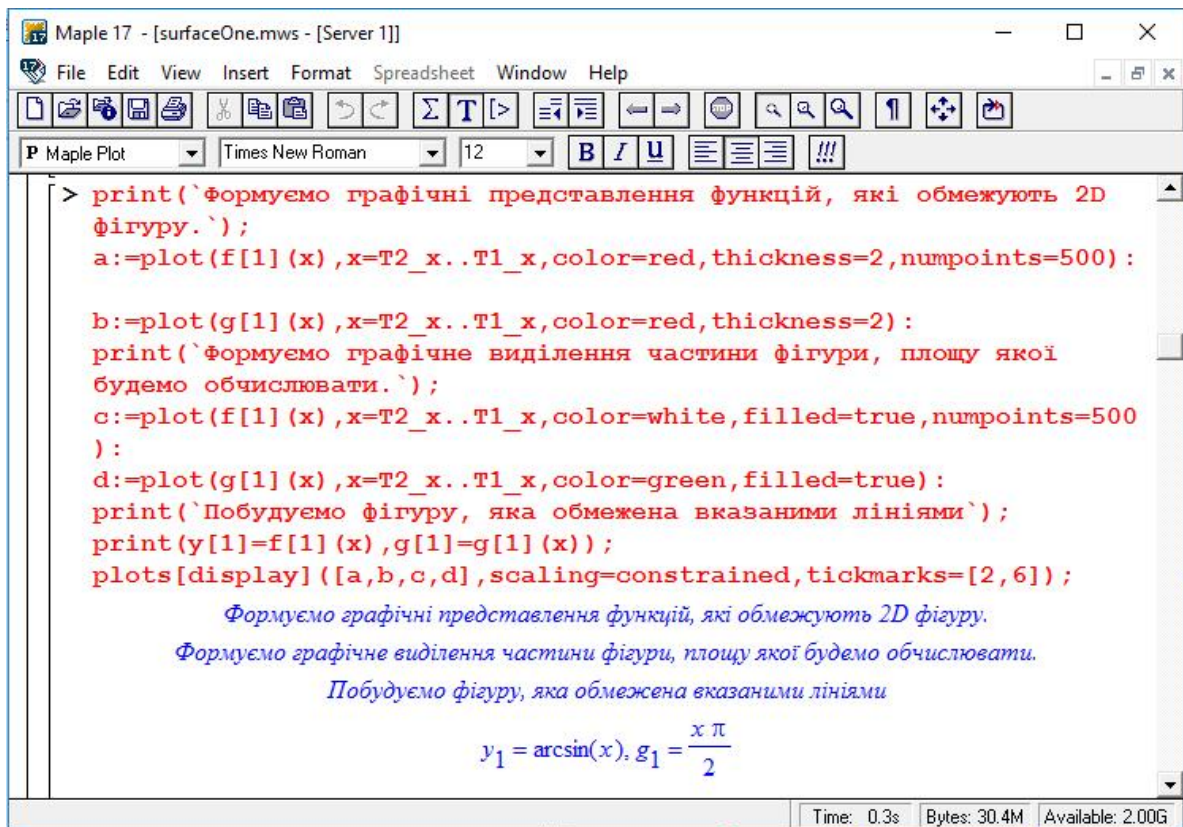 Maple 17 - [surfaceOne.mws - [Server 1]]
File Edit View Insert Format Spreadsheet Window Help
P Maple Plot Times New Roman 12 B I U !!!
> print(`Формуємо графічні представлення функцій, які обмежують 2D
фігуру.`);
a:=plot(f[1](x),x=T2_x..T1_x,color=red,thickness=2,numpoints=500):
b:=plot(g[1](x),x=T2_x..T1_x,color=red,thickness=2):
print(`Формуємо графічне виділення частини фігури, площу якої
будемо обчислювати.`);
c:=plot(f[1](x),x=T2_x..T1_x,color=white,filled=true,numpoints=500
):
d:=plot(g[1](x),x=T2_x..T1_x,color=green,filled=true):
print(`Побудуємо фігуру, яка обмежена вказаними лініями`);
print(y[1]=f[1](x),g[1]=g[1](x));
plots[display]([a,b,c,d],scaling=constrained,tickmarks=[2,6]);
Формуємо графічні представлення функцій, які обмежують 2D фігуру.
Формуємо графічне виділення частини фігури, площу якої будемо обчислювати.
Побудуємо фігуру, яка обмежена вказаними лініями
y1 = arcsin(x), g1 = x π / 2
Time: 0.3s Bytes: 30.4M Available: 2.00G